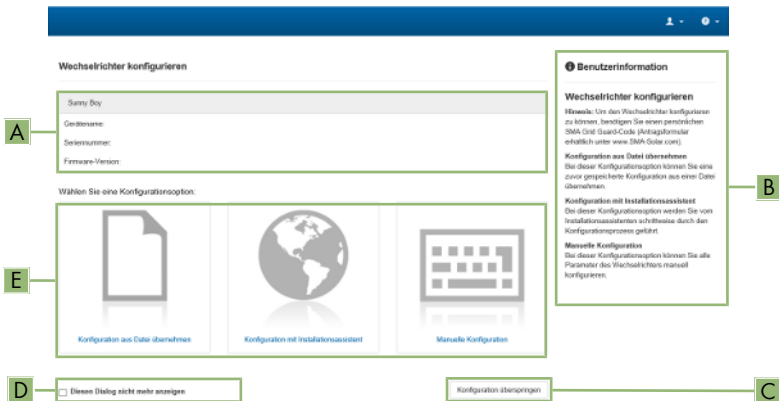 Wechselrichter konfigurieren
Sunny Boy
Gerätename:
Seriennummer:
Firmware-Version:
A
Wählen Sie eine Konfigurationsoption:
Konfiguration aus Datei übernehmen
Konfiguration mit Installationsassistent
Manuelle Konfiguration
E
Diesen Dialog nicht mehr anzeigen
D
Konfiguration überspringen
C
Benutzerinformation
Wechselrichter konfigurieren
Hinweis: Um den Wechselrichter konfigurieren
zu können, benötigen Sie einen persönlichen
SMA Grid Guard-Code (Antragsformular
erhältlich unter www.SMA-Solar.com).
Konfiguration aus Datei übernehmen
Bei dieser Konfigurationsoption können Sie eine
zuvor gespeicherte Konfiguration aus einer Datei
übernehmen.
Konfiguration mit Installationsassistent
Bei dieser Konfigurationsoption werden Sie vom
Installationsassistenten schrittweise durch den
Konfigurationsprozess geführt.
Manuelle Konfiguration
Bei dieser Konfigurationsoption können Sie alle
Parameter des Wechselrichters manuell
konfigurieren.
B